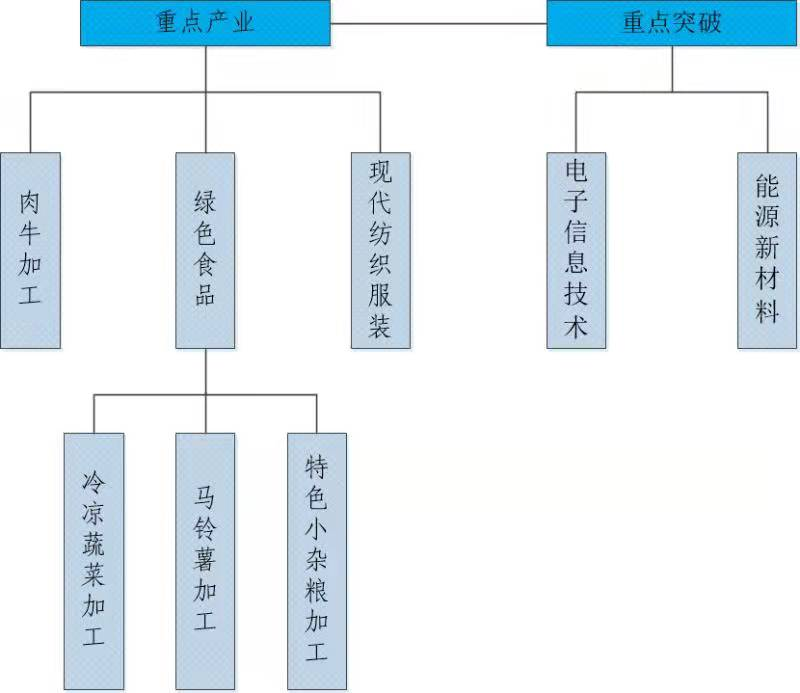 重点产业
重点突破
肉牛加工
绿色食品
现代纺织服装
电子信息技术
能源新材料
冷凉蔬菜加工
马铃薯加工
特色小杂粮加工